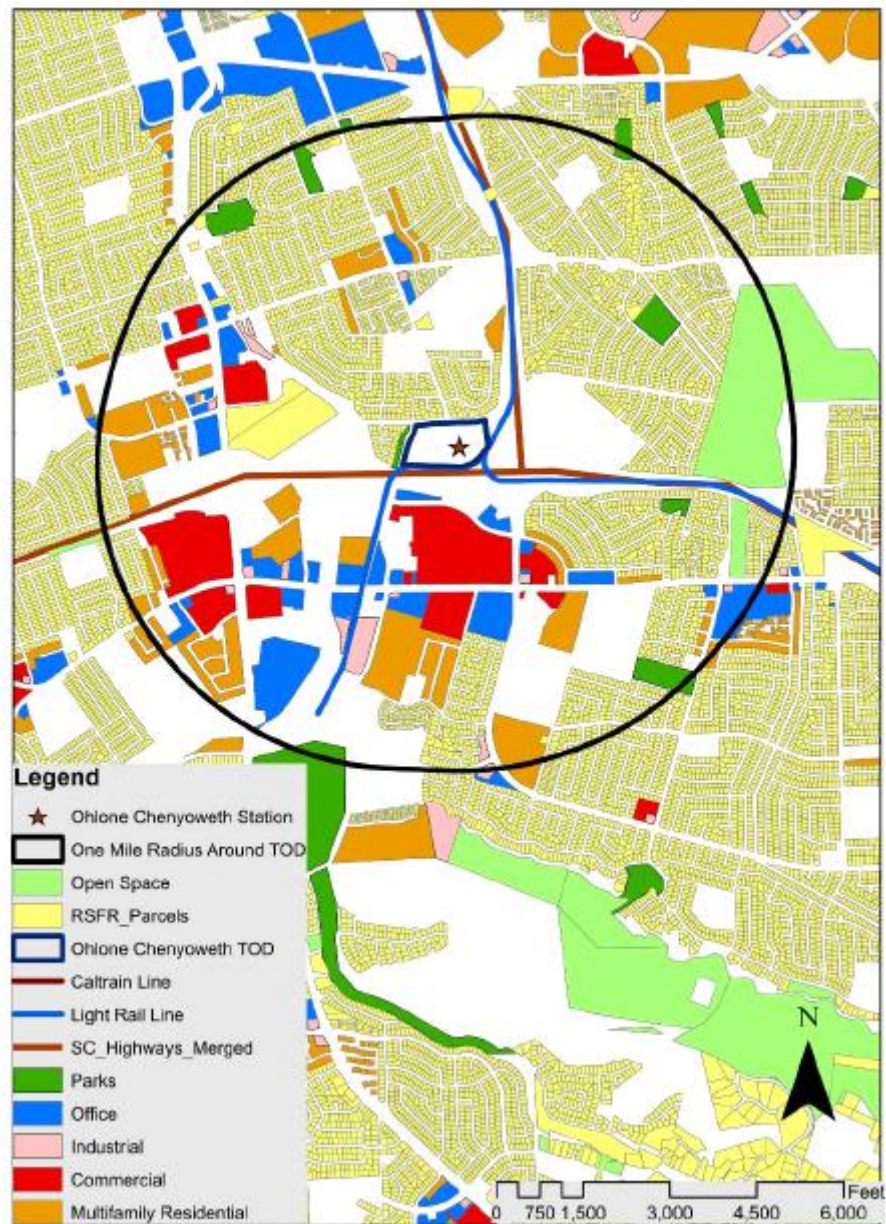 Legend
Ohlone Chenyoweth Station
One Mile Radius Around TOD
Open Space
RSFR_Parcels
Ohlone Chenyoweth TOD
Caltrain Line
Light Rail Line
SC_Highways_Merged
Parks
Office
Industrial
Commercial
Multifamily Residential
N
Feet
0 750 1,500 3,000 4,500 6,000